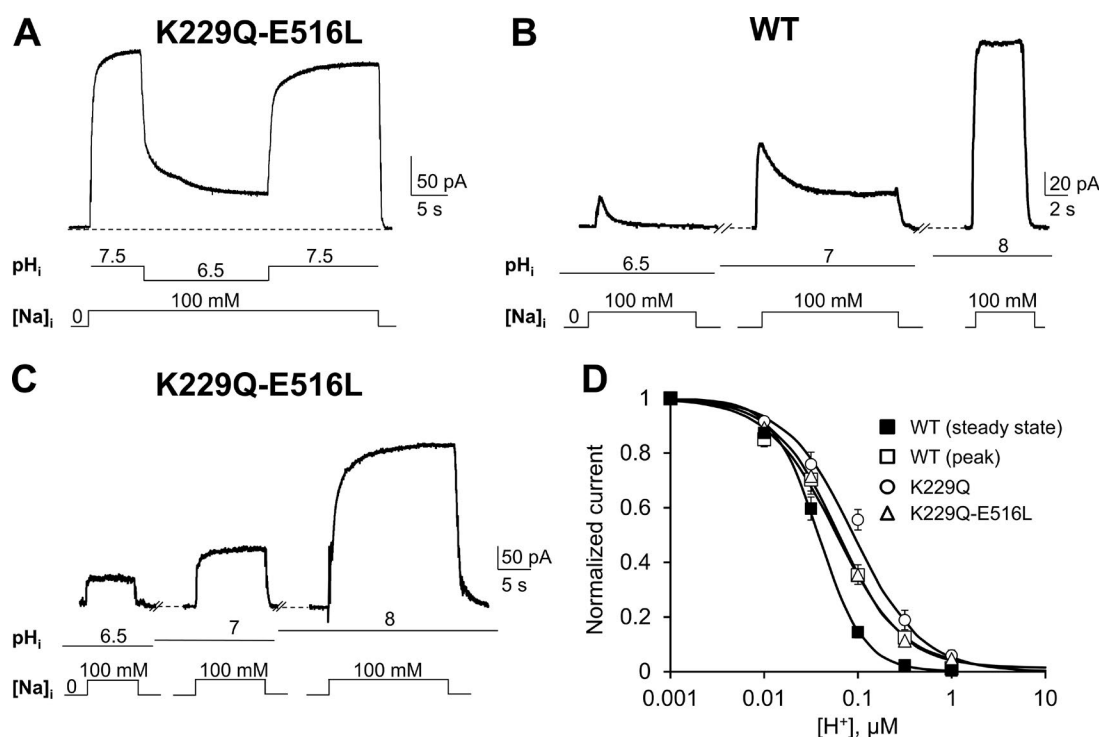 A
K229Q-E516L
50 pA
5 s
pHi
7.5
6.5
7.5
[Na]i
0
100 mM
B
WT
20 pA
2 s
pHi
6.5
7
8
[Na]i
0
100 mM
100 mM
100 mM
C
K229Q-E516L
50 pA
5 s
pHi
6.5
7
8
[Na]i
0
100 mM
100 mM
100 mM
D
Normalized current
1
0.8
0.6
0.4
0.2
0
WT (steady state)
WT (peak)
K229Q
K229Q-E516L
0.001
0.01
0.1
1
10
[H+], µM